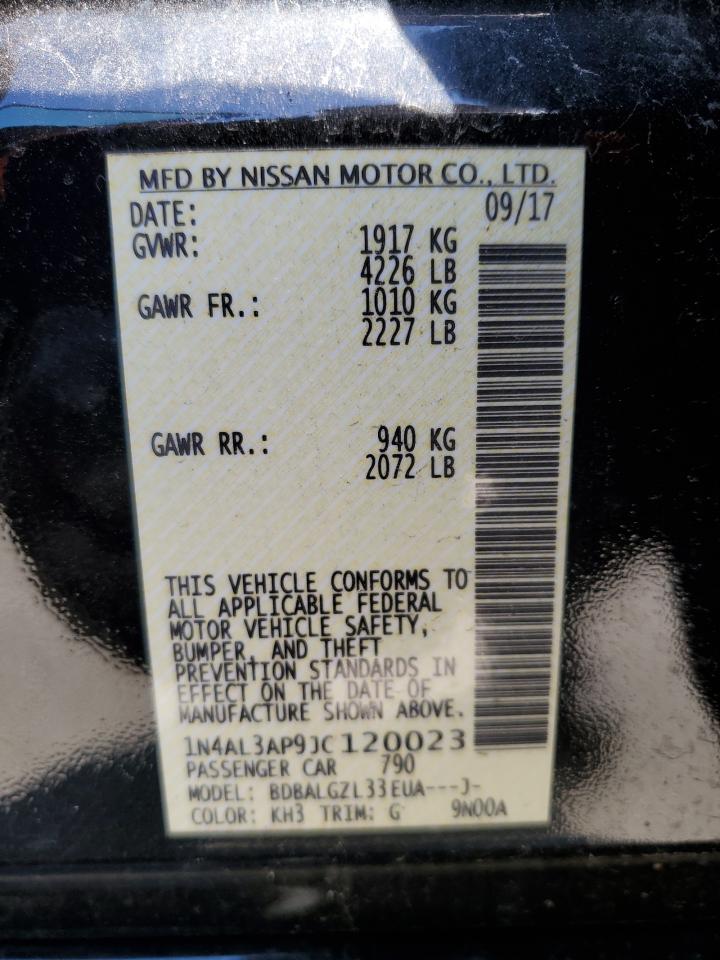 MFD BY NISSAN MOTOR CO., LTD.
DATE: 09/17
GVWR: 1917 KG
4226 LB
GAWR FR.: 1010 KG
2227 LB
GAWR RR.: 940 KG
2072 LB
THIS VEHICLE CONFORMS TO
ALL APPLICABLE FEDERAL
MOTOR VEHICLE SAFETY,
BUMPER, AND THEFT
PREVENTION STANDARDS IN
EFFECT ON THE DATE OF
MANUFACTURE SHOWN ABOVE.
1N4AL3AP9JC120023
PASSENGER CAR 790
MODEL: BDBALGZL33EUA---J-
COLOR: KH3 TRIM: G 9N00A